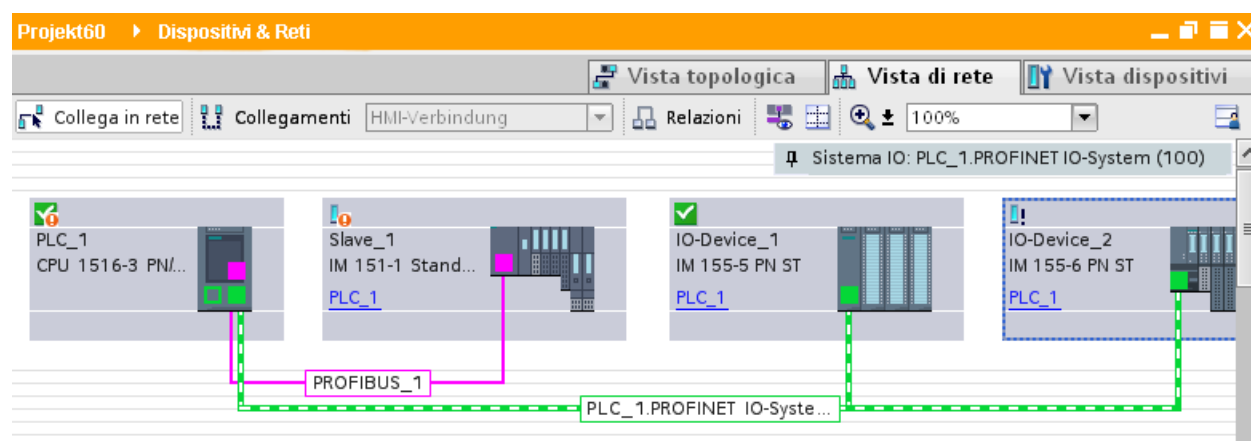 Projekt60 Dispositivi & Reti
Vista topologica Vista di rete Vista dispositivi
Collega in rete Collegamenti HMI-Verbindung Relazioni 100%
Sistema IO: PLC_1.PROFINET IO-System (100)
PLC_1 Slave_1 IO-Device_1 IO-Device_2
CPU 1516-3 PN/... IM 151-1 Stand... IM 155-5 PN ST IM 155-6 PN ST
PLC_1 PLC_1 PLC_1
PROFIBUS_1
PLC_1.PROFINET IO-Syste...